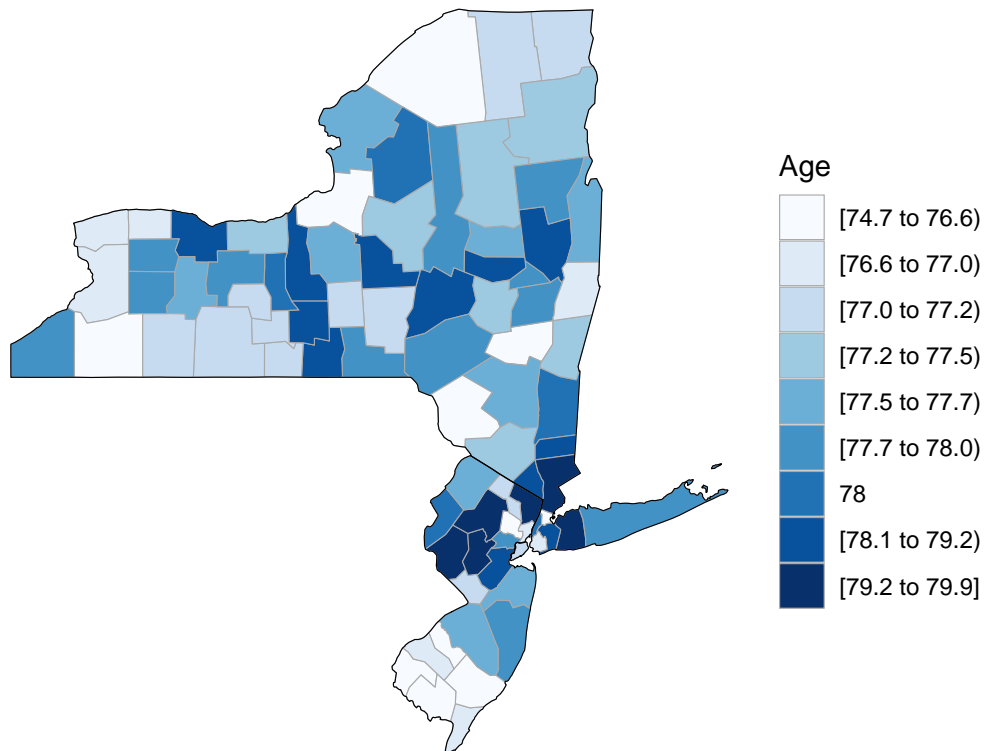 Age
[74.7 to 76.6)
[76.6 to 77.0)
[77.0 to 77.2)
[77.2 to 77.5)
[77.5 to 77.7)
[77.7 to 78.0)
78
[78.1 to 79.2)
[79.2 to 79.9]